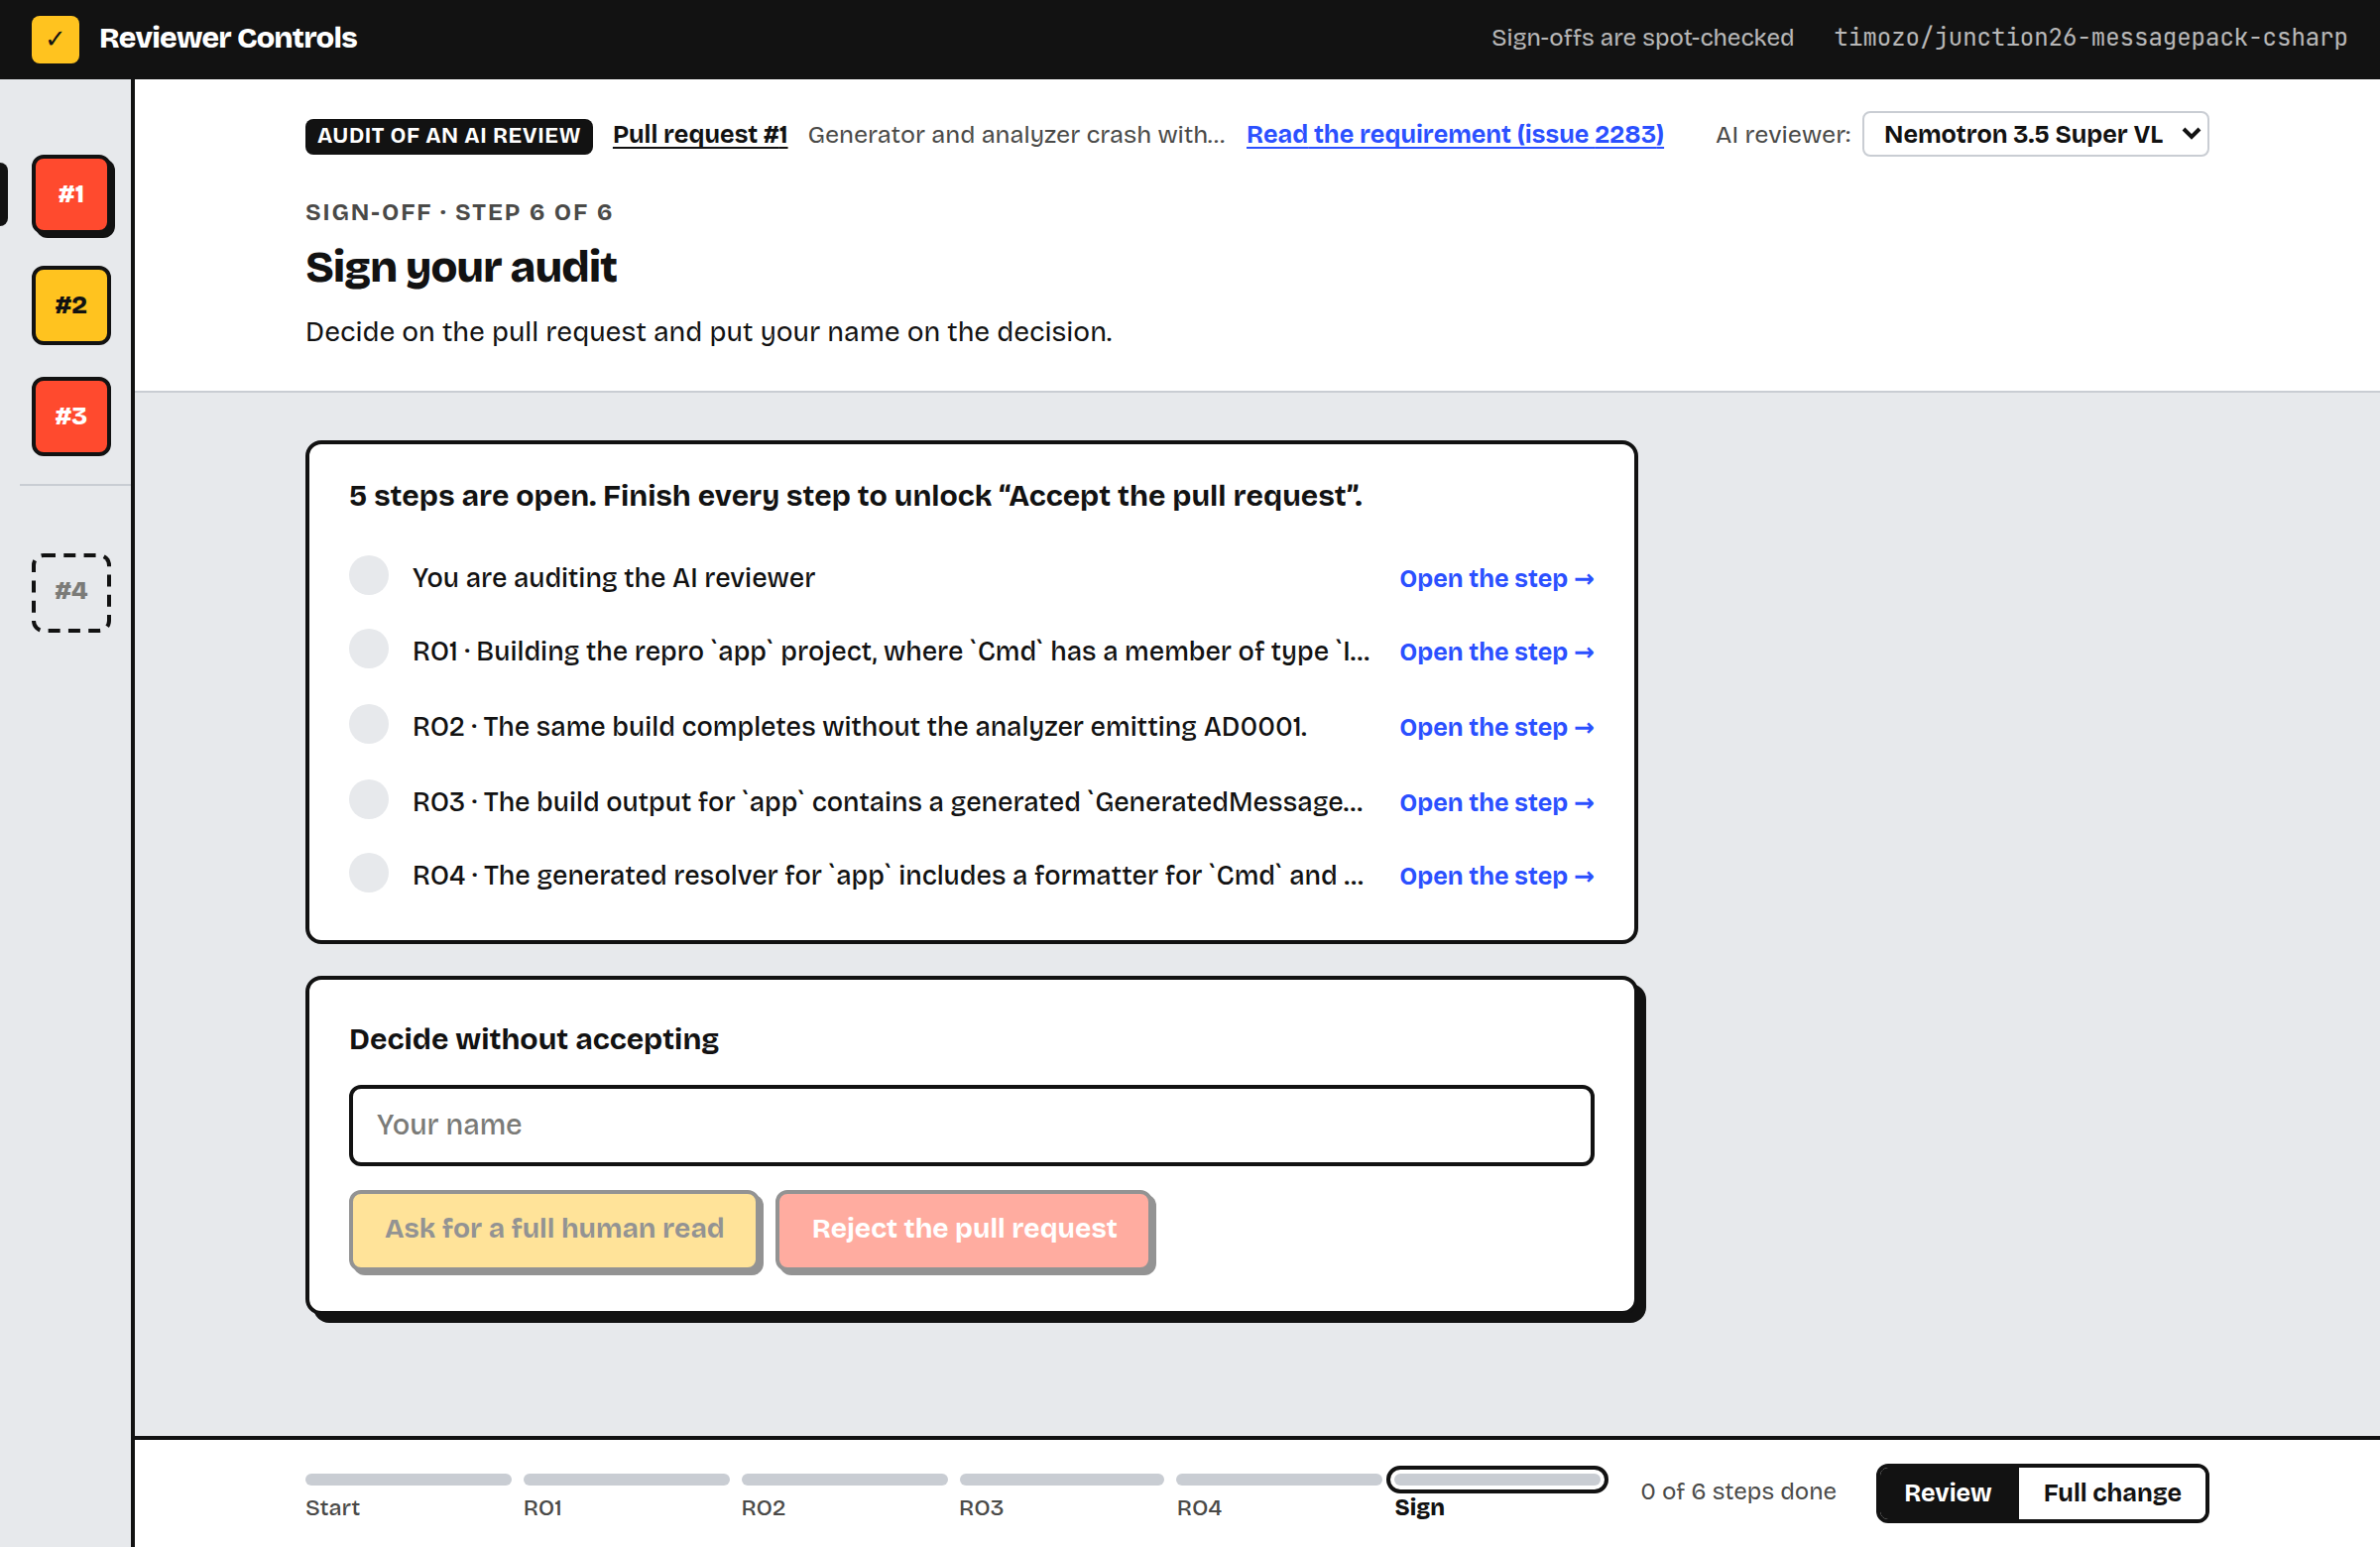 ✓ Reviewer Controls
Sign-offs are spot-checked timozo/junction26-messagepack-csharp
#1
#2
#3
#4
AUDIT OF AN AI REVIEW Pull request #1 Generator and analyzer crash with... Read the requirement (issue 2283) AI reviewer: Nemotron 3.5 Super VL
SIGN-OFF · STEP 6 OF 6
Sign your audit
Decide on the pull request and put your name on the decision.
5 steps are open. Finish every step to unlock “Accept the pull request”.
You are auditing the AI reviewer Open the step →
R01 · Building the repro `app` project, where `Cmd` has a member of type `I... Open the step →
R02 · The same build completes without the analyzer emitting AD0001. Open the step →
R03 · The build output for `app` contains a generated `GeneratedMessage... Open the step →
R04 · The generated resolver for `app` includes a formatter for `Cmd` and ... Open the step →
Decide without accepting
Your name
Ask for a full human read Reject the pull request
Start R01 R02 R03 R04 Sign
0 of 6 steps done Review Full change